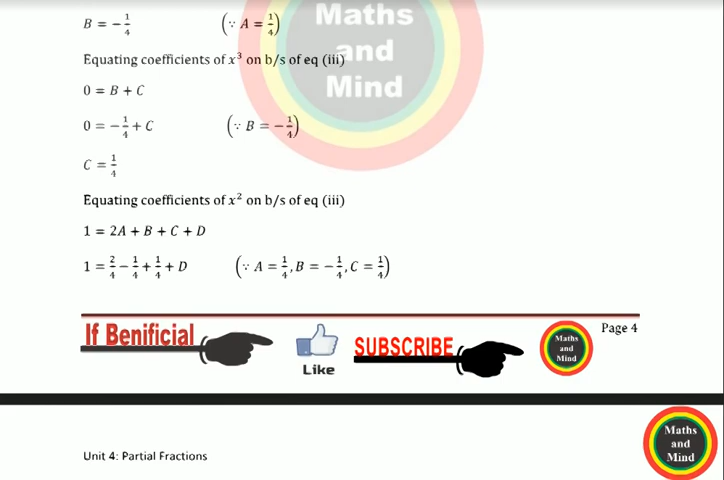 B = −1/4 (∵ A = 1/4)
Maths
and
Mind
Equating coefficients of x³ on b/s of eq (iii)
0 = B + C
0 = −1/4 + C (∵ B = −1/4)
C = 1/4
Equating coefficients of x² on b/s of eq (iii)
1 = 2A + B + C + D
1 = 2/4 − 1/4 + 1/4 + D (∵ A = 1/4, B = −1/4, C = 1/4)
If Benificial
Like
SUBSCRIBE
Maths
and
Mind
Page 4
Unit 4: Partial Fractions
Maths
and
Mind